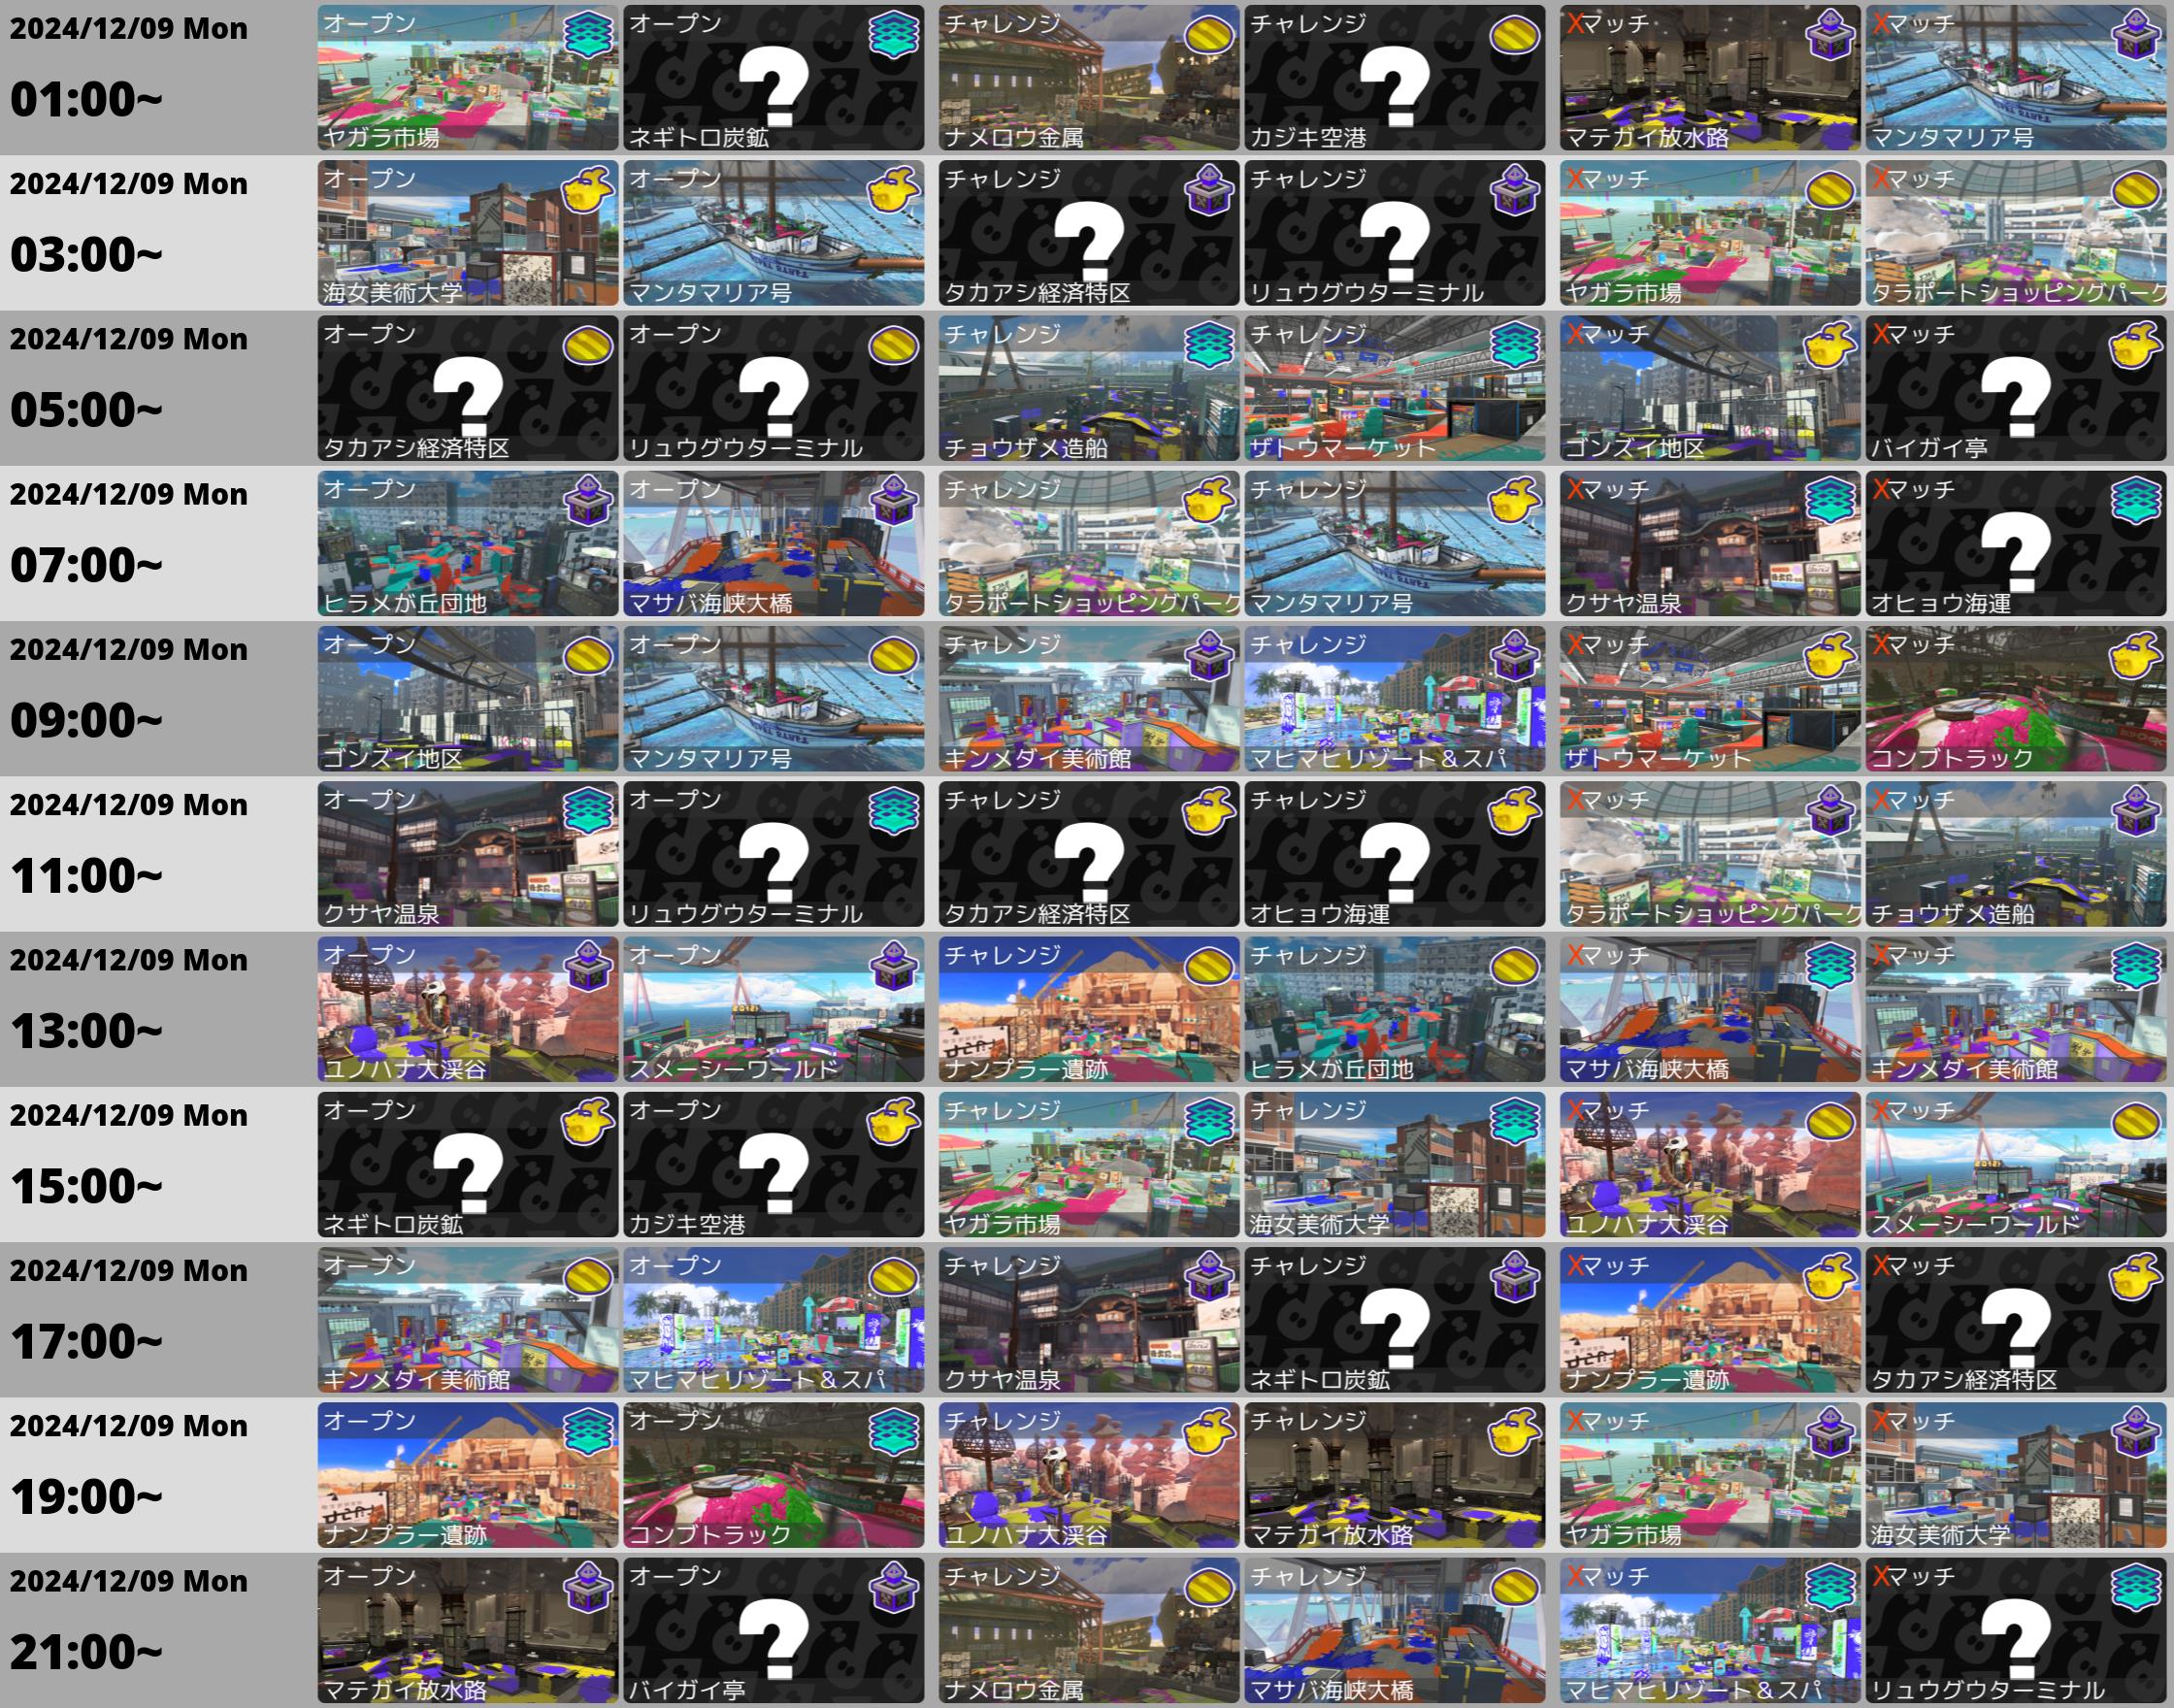 2024/12/09 Mon
01:00~
オープン
ヤガラ市場
オープン
ネギトロ炭鉱
チャレンジ
ナメロウ金属
チャレンジ
カジキ空港
Xマッチ
マテガイ放水路
Xマッチ
マンタマリア号
2024/12/09 Mon
03:00~
オープン
海女美術大学
オープン
マンタマリア号
チャレンジ
タカアシ経済特区
チャレンジ
リュウグウターミナル
Xマッチ
ヤガラ市場
Xマッチ
タラポートショッピングパーク
2024/12/09 Mon
05:00~
オープン
タカアシ経済特区
オープン
リュウグウターミナル
チャレンジ
チョウザメ造船
チャレンジ
ザトウマーケット
Xマッチ
ゴンズイ地区
Xマッチ
バイガイ亭
2024/12/09 Mon
07:00~
オープン
ヒラメが丘団地
オープン
マサバ海峡大橋
チャレンジ
タラポートショッピングパーク
チャレンジ
マンタマリア号
Xマッチ
クサヤ温泉
Xマッチ
オヒョウ海運
2024/12/09 Mon
09:00~
オープン
ゴンズイ地区
オープン
マンタマリア号
チャレンジ
キンメダイ美術館
チャレンジ
マヒマヒリゾート＆スパ
Xマッチ
ザトウマーケット
Xマッチ
コンブトラック
2024/12/09 Mon
11:00~
オープン
クサヤ温泉
オープン
リュウグウターミナル
チャレンジ
タカアシ経済特区
チャレンジ
オヒョウ海運
Xマッチ
タラポートショッピングパーク
Xマッチ
チョウザメ造船
2024/12/09 Mon
13:00~
オープン
ユノハナ大渓谷
オープン
スメーシーワールド
チャレンジ
ナンプラー遺跡
チャレンジ
ヒラメが丘団地
Xマッチ
マサバ海峡大橋
Xマッチ
キンメダイ美術館
2024/12/09 Mon
15:00~
オープン
ネギトロ炭鉱
オープン
カジキ空港
チャレンジ
ヤガラ市場
チャレンジ
海女美術大学
Xマッチ
ユノハナ大渓谷
Xマッチ
スメーシーワールド
2024/12/09 Mon
17:00~
オープン
キンメダイ美術館
オープン
マヒマヒリゾート＆スパ
チャレンジ
クサヤ温泉
チャレンジ
ネギトロ炭鉱
Xマッチ
ナンプラー遺跡
Xマッチ
タカアシ経済特区
2024/12/09 Mon
19:00~
オープン
ナンプラー遺跡
オープン
コンブトラック
チャレンジ
ユノハナ大渓谷
チャレンジ
マテガイ放水路
Xマッチ
ヤガラ市場
Xマッチ
海女美術大学
2024/12/09 Mon
21:00~
オープン
マテガイ放水路
オープン
バイガイ亭
チャレンジ
ナメロウ金属
チャレンジ
マサバ海峡大橋
Xマッチ
マヒマヒリゾート＆スパ
Xマッチ
リュウグウターミナル